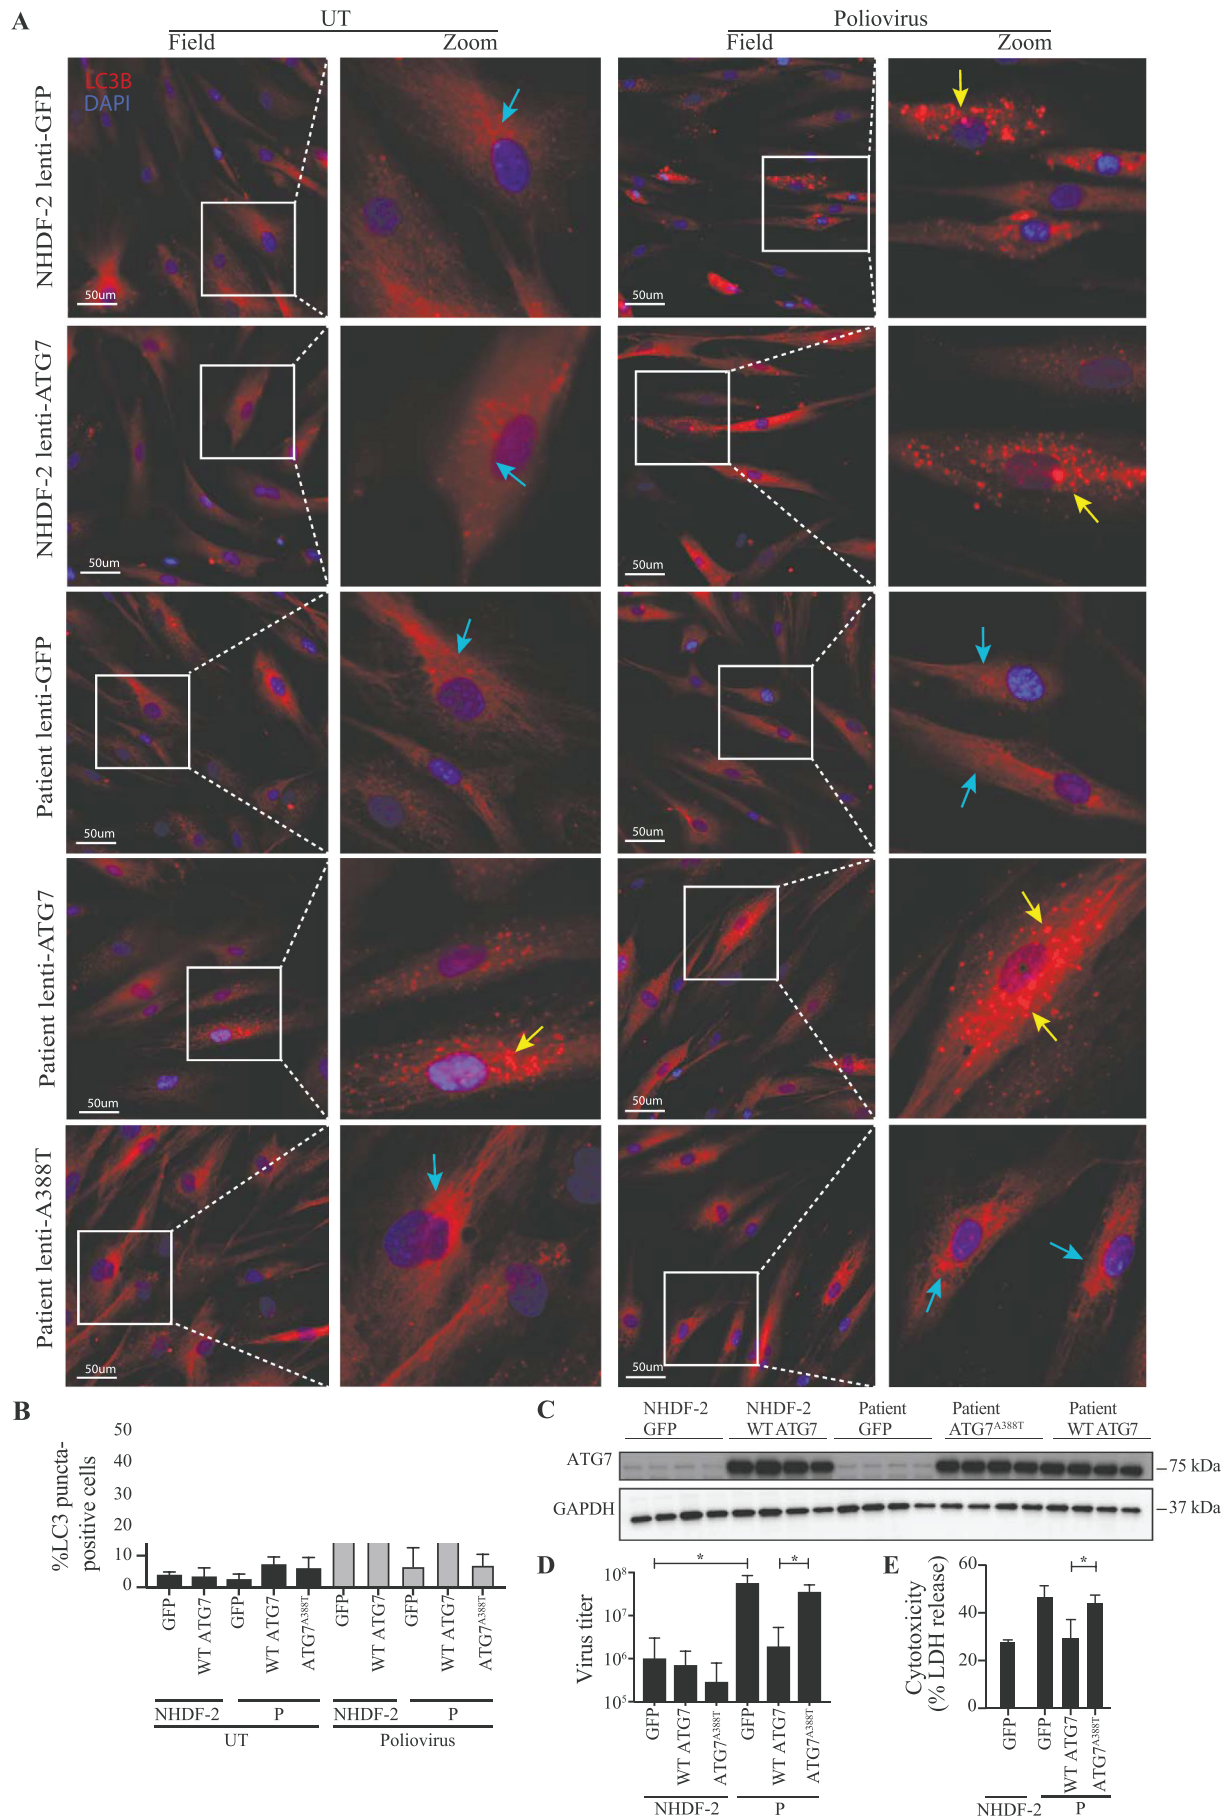 A
UT
Poliovirus
Field
Zoom
Field
Zoom
NHDF-2 lenti-GFP
LC3B
DAPI
50um
50um
NHDF-2 lenti-ATG7
50um
50um
Patient lenti-GFP
50um
50um
Patient lenti-ATG7
50um
50um
Patient lenti-A388T
50um
50um
B
%LC3 puncta-
positive cells
50
40
30
20
10
0
GFP
WT ATG7
GFP
WT ATG7
ATG7A388T
GFP
WT ATG7
GFP
WT ATG7
ATG7A388T
NHDF-2
P
NHDF-2
P
UT
Poliovirus
C
NHDF-2
GFP
NHDF-2
WT ATG7
Patient
GFP
Patient
ATG7A388T
Patient
WT ATG7
ATG7
75 kDa
GAPDH
37 kDa
D
Virus titer
10^8
10^7
10^6
10^5
*
*
GFP
WT ATG7
ATG7A388T
GFP
WT ATG7
ATG7A388T
NHDF-2
P
E
Cytotoxicity
(% LDH release)
60
40
20
0
*
GFP
GFP
WT ATG7
ATG7A388T
NHDF-2
P